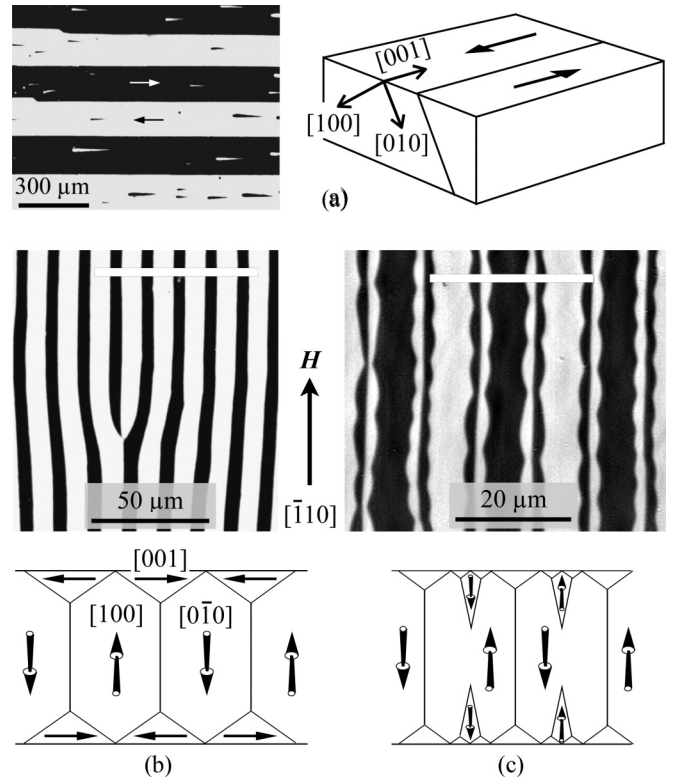 300 µm
[001]
[100]
[010]
(a)
H
50 µm
[1̄10]
20 µm
[001]
[100] [01̄0]
(b) (c)